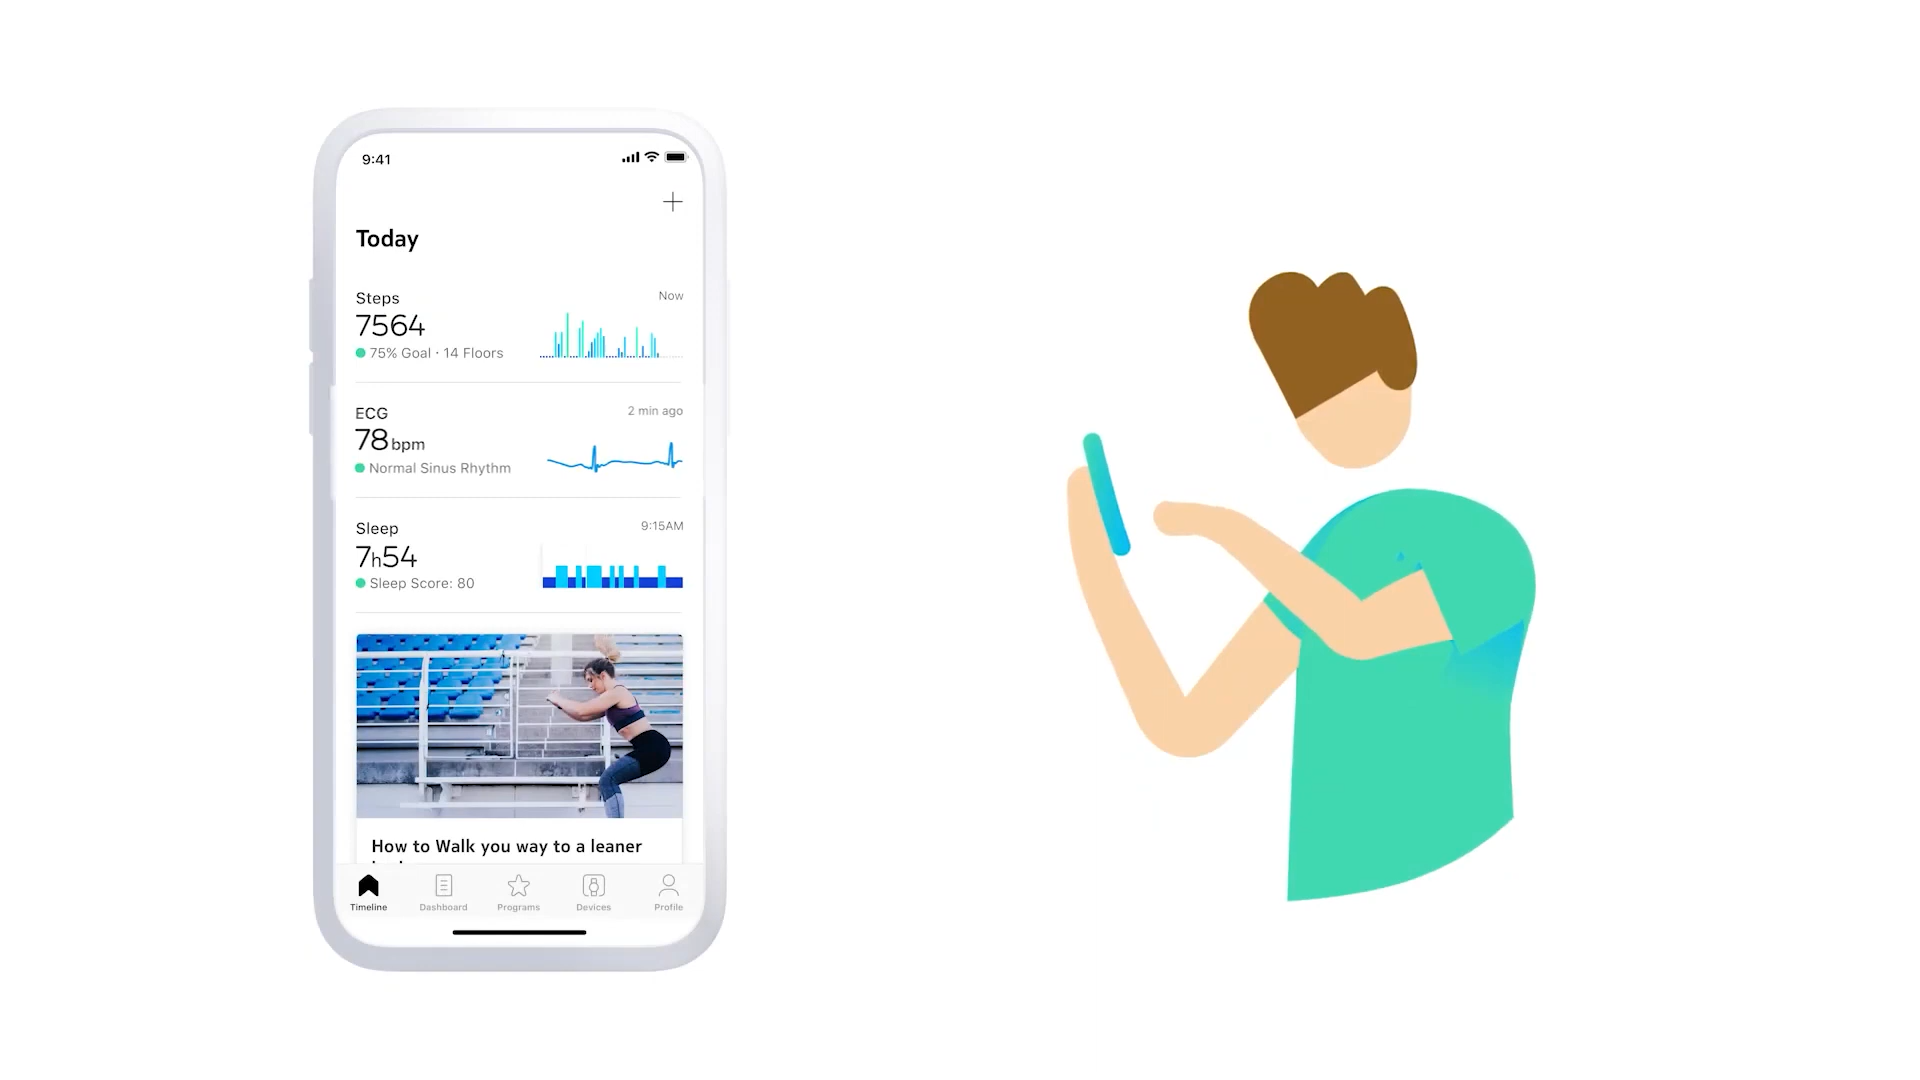 9:41
Today
Steps
Now
7564
75% Goal · 14 Floors
ECG
2 min ago
78 bpm
Normal Sinus Rhythm
Sleep
9:15AM
7h54
Sleep Score: 80
How to Walk you way to a leaner
Timeline
Dashboard
Programs
Devices
Profile